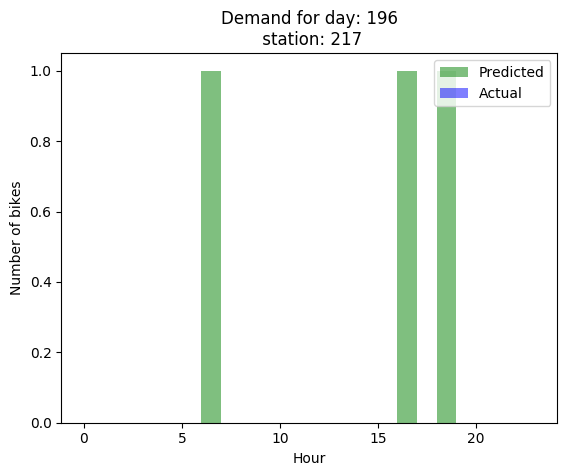 Demand for day: 196
station: 217
Predicted
Actual
Number of bikes
1.0
0.8
0.6
0.4
0.2
0.0
0 5 10 15 20
Hour